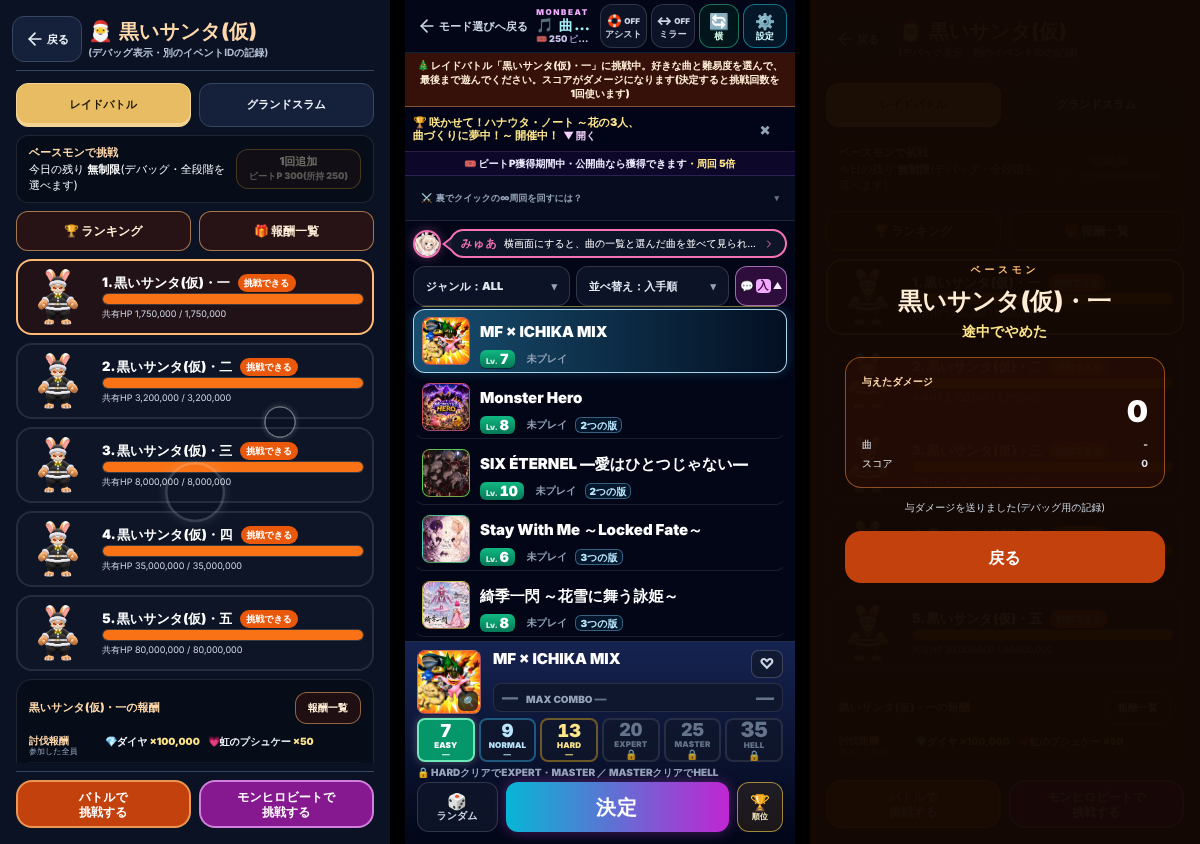 戻る
🎅 黒いサンタ(仮)
(デバッグ表示・別のイベントIDの記録)
レイドバトル
グランドスラム
ベースモンで挑戦
今日の残り 無制限(デバッグ・全段階を
選べます)
1回追加
ビートP 300(所持 250)
🏆 ランキング
🎁 報酬一覧
1. 黒いサンタ(仮)・一 挑戦できる
共有HP 1,750,000 / 1,750,000
2. 黒いサンタ(仮)・二 挑戦できる
共有HP 3,200,000 / 3,200,000
3. 黒いサンタ(仮)・三 挑戦できる
共有HP 8,000,000 / 8,000,000
4. 黒いサンタ(仮)・四 挑戦できる
共有HP 35,000,000 / 35,000,000
5. 黒いサンタ(仮)・五 挑戦できる
共有HP 80,000,000 / 80,000,000
黒いサンタ(仮)・一の報酬
報酬一覧
討伐報酬
参加した全員
💎ダイヤ ×100,000 💗虹のプシュケー ×50
バトルで
挑戦する
モンヒロビートで
挑戦する
モード選びへ戻る
MONBEAT
🎵 曲…
🎟 250 ビ…
🛟 OFF
アシスト
↔ OFF
ミラー
🔄
横
⚙️
設定
🎄 レイドバトル「黒いサンタ(仮)・一」に挑戦中。好きな曲と難易度を選んで、
最後まで遊んでください。スコアがダメージになります(決定すると挑戦回数を
1回使います)
🏆 咲かせて！ハナウタ・ノート ～花の3人、
曲づくりに夢中！～ 開催中！ ▼ 開く
✖
🎟 ビートP獲得期間中・公開曲なら獲得できます・周回 5倍
⚔️ 裏でクイックの∞周回を回すには？ ▼
みゅあ 横画面にすると、曲の一覧と選んだ曲を並べて見られ… ›
ジャンル：ALL ▼
並べ替え：入手順 ▼
💬 入 ▲
MF × ICHIKA MIX
Lv. 7 未プレイ
Monster Hero
Lv. 8 未プレイ 2つの版
SIX ÉTERNEL ―愛はひとつじゃない―
Lv. 10 未プレイ 2つの版
Stay With Me ～Locked Fate～
Lv. 6 未プレイ 3つの版
綺季一閃 ～花雪に舞う詠姫～
Lv. 8 未プレイ 3つの版
MF × ICHIKA MIX
— MAX COMBO — —
7
EASY
—
9
NORMAL
—
13
HARD
—
20
EXPERT
🔒
25
MASTER
🔒
35
HELL
🔒
🔒 HARDクリアでEXPERT・MASTER ／ MASTERクリアでHELL
🎲
ランダム
決定
🏆
順位
ベースモン
黒いサンタ(仮)・一
途中でやめた
与えたダメージ
0
曲 -
スコア 0
与ダメージを送りました(デバッグ用の記録)
戻る